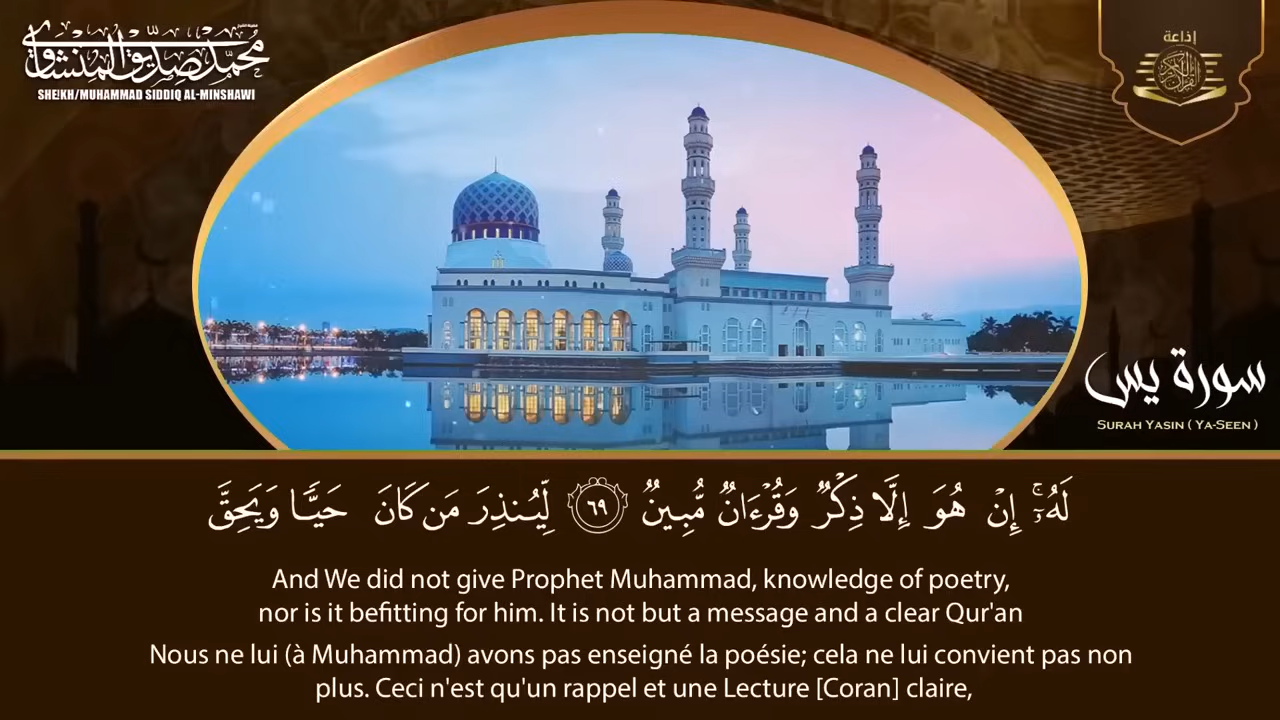 محمد صديق المنشاوي
SHEIKH/MUHAMMAD SIDDIQ AL-MINSHAWI
إذاعة
القرآن الكريم
سورة يس
SURAH YASIN ( YA-SEEN )
لَهُۥٓۚ إِنْ هُوَ إِلَّا ذِكْرٌ وَقُرْءَانٌ مُّبِينٌ ٦٩ لِّيُنذِرَ مَن كَانَ حَيًّا وَيَحِقَّ
And We did not give Prophet Muhammad, knowledge of poetry,
nor is it befitting for him. It is not but a message and a clear Qur'an
Nous ne lui (à Muhammad) avons pas enseigné la poésie; cela ne lui convient pas non
plus. Ceci n'est qu'un rappel et une Lecture [Coran] claire,